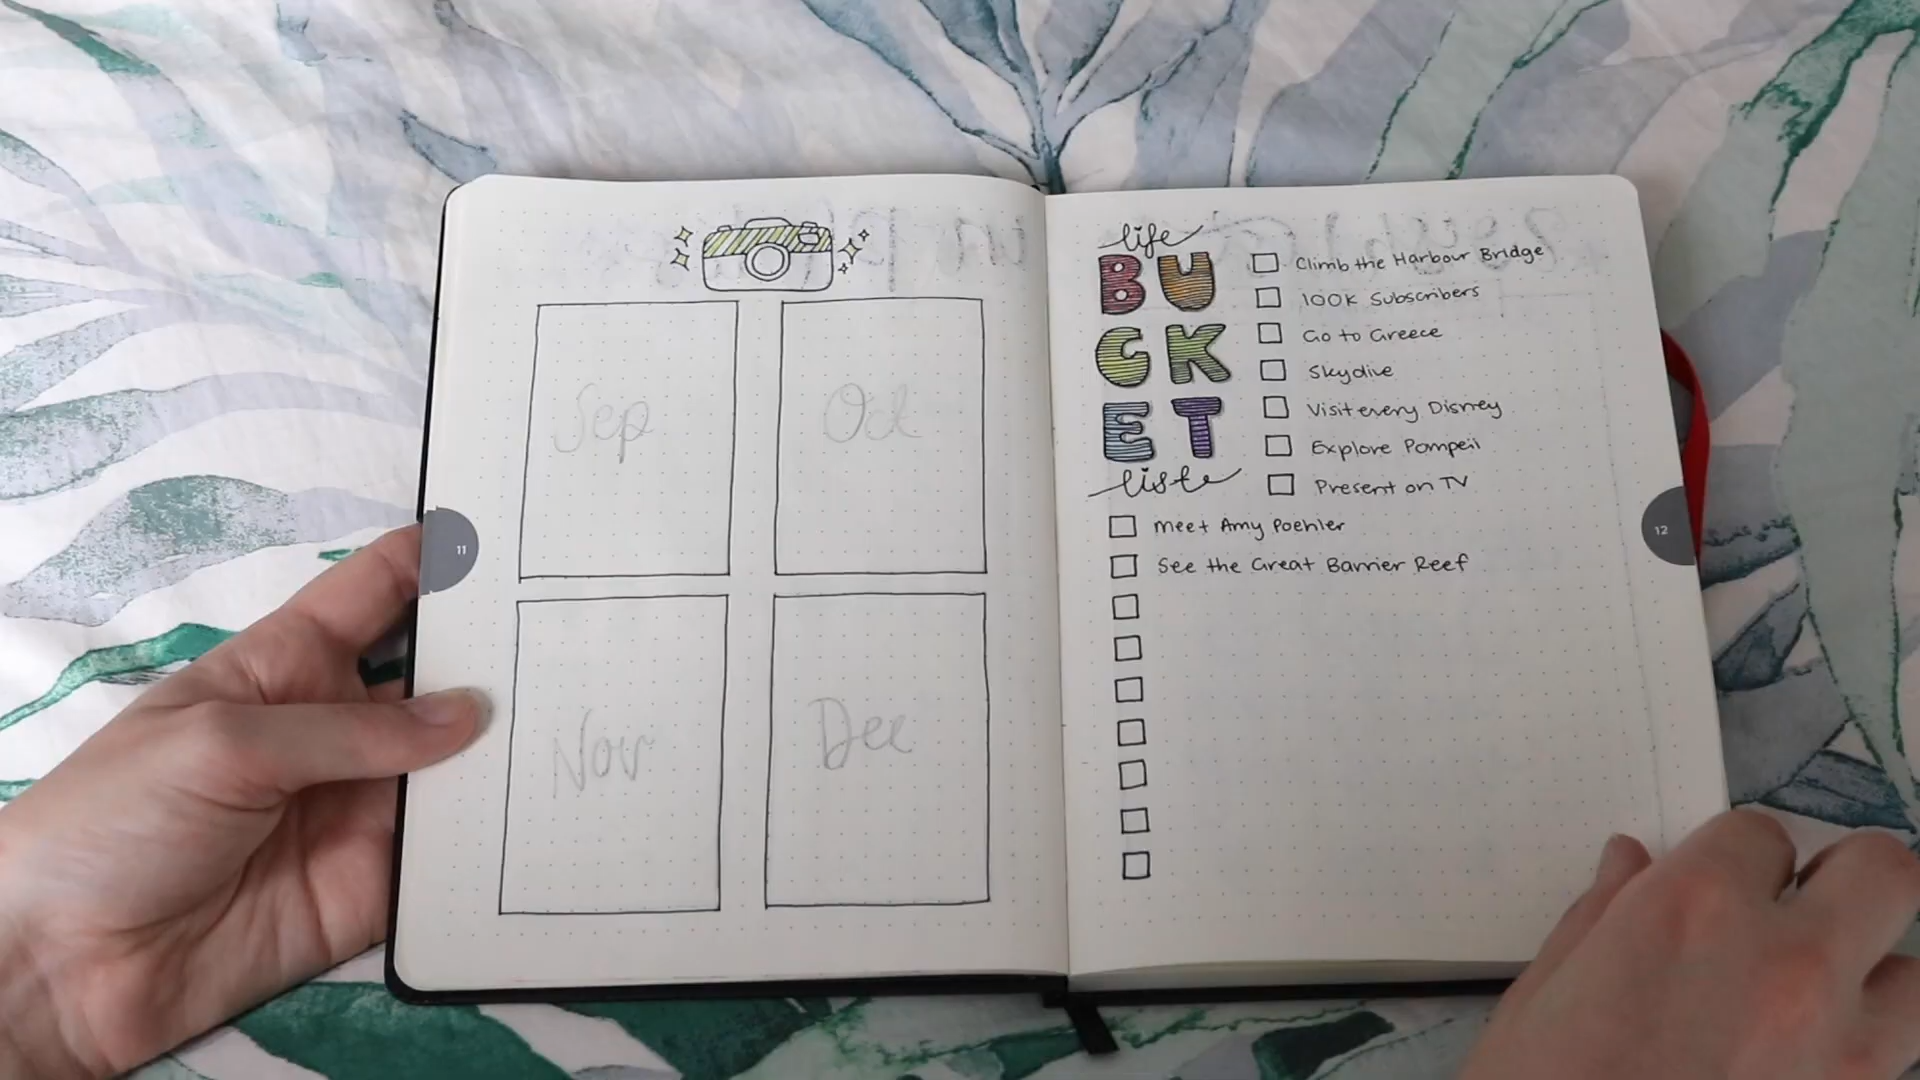 Sep
Oct
Nov
Dec
11
life
BU
CK
ET
liste
Climb the Harbour Bridge
100K Subscribers
Go to Greece
Skydive
Visit every Disney
Explore Pompeii
Present on TV
meet Amy Poehler
See the Great Barrier Reef
12